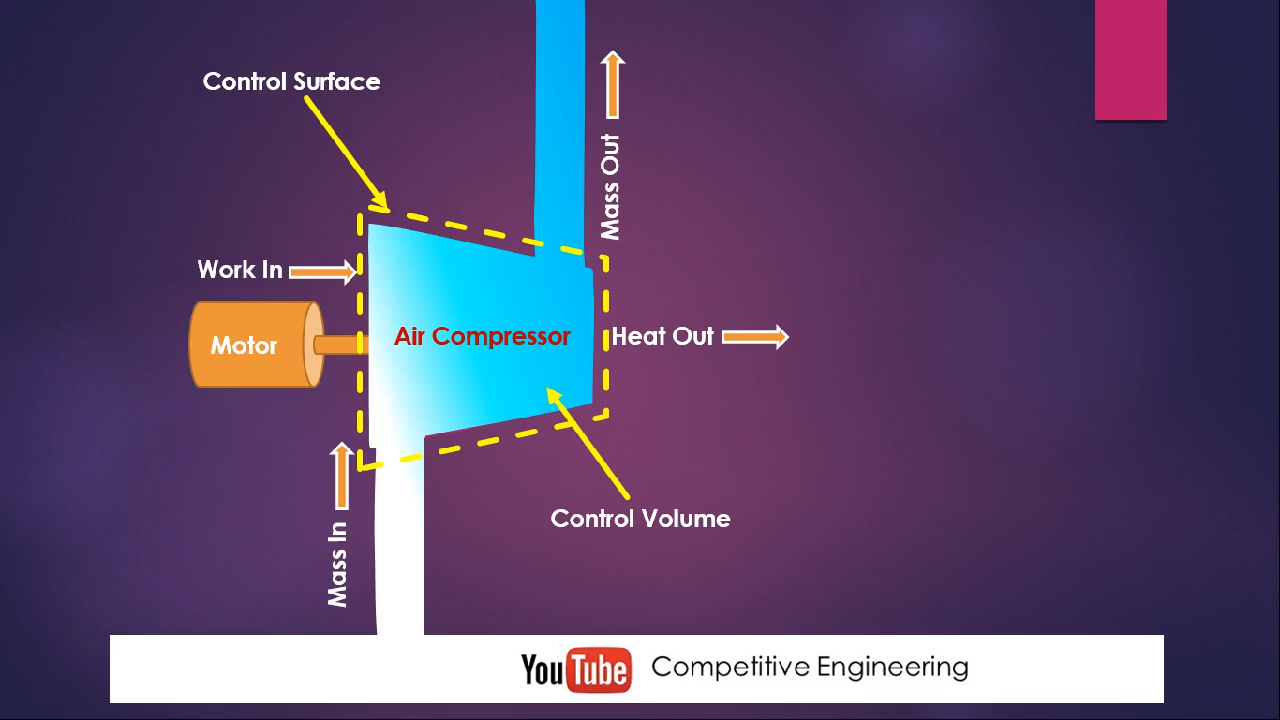 Control Surface
Mass Out
Work In
Motor
Air Compressor
Heat Out
Control Volume
Mass In
YouTube Competitive Engineering